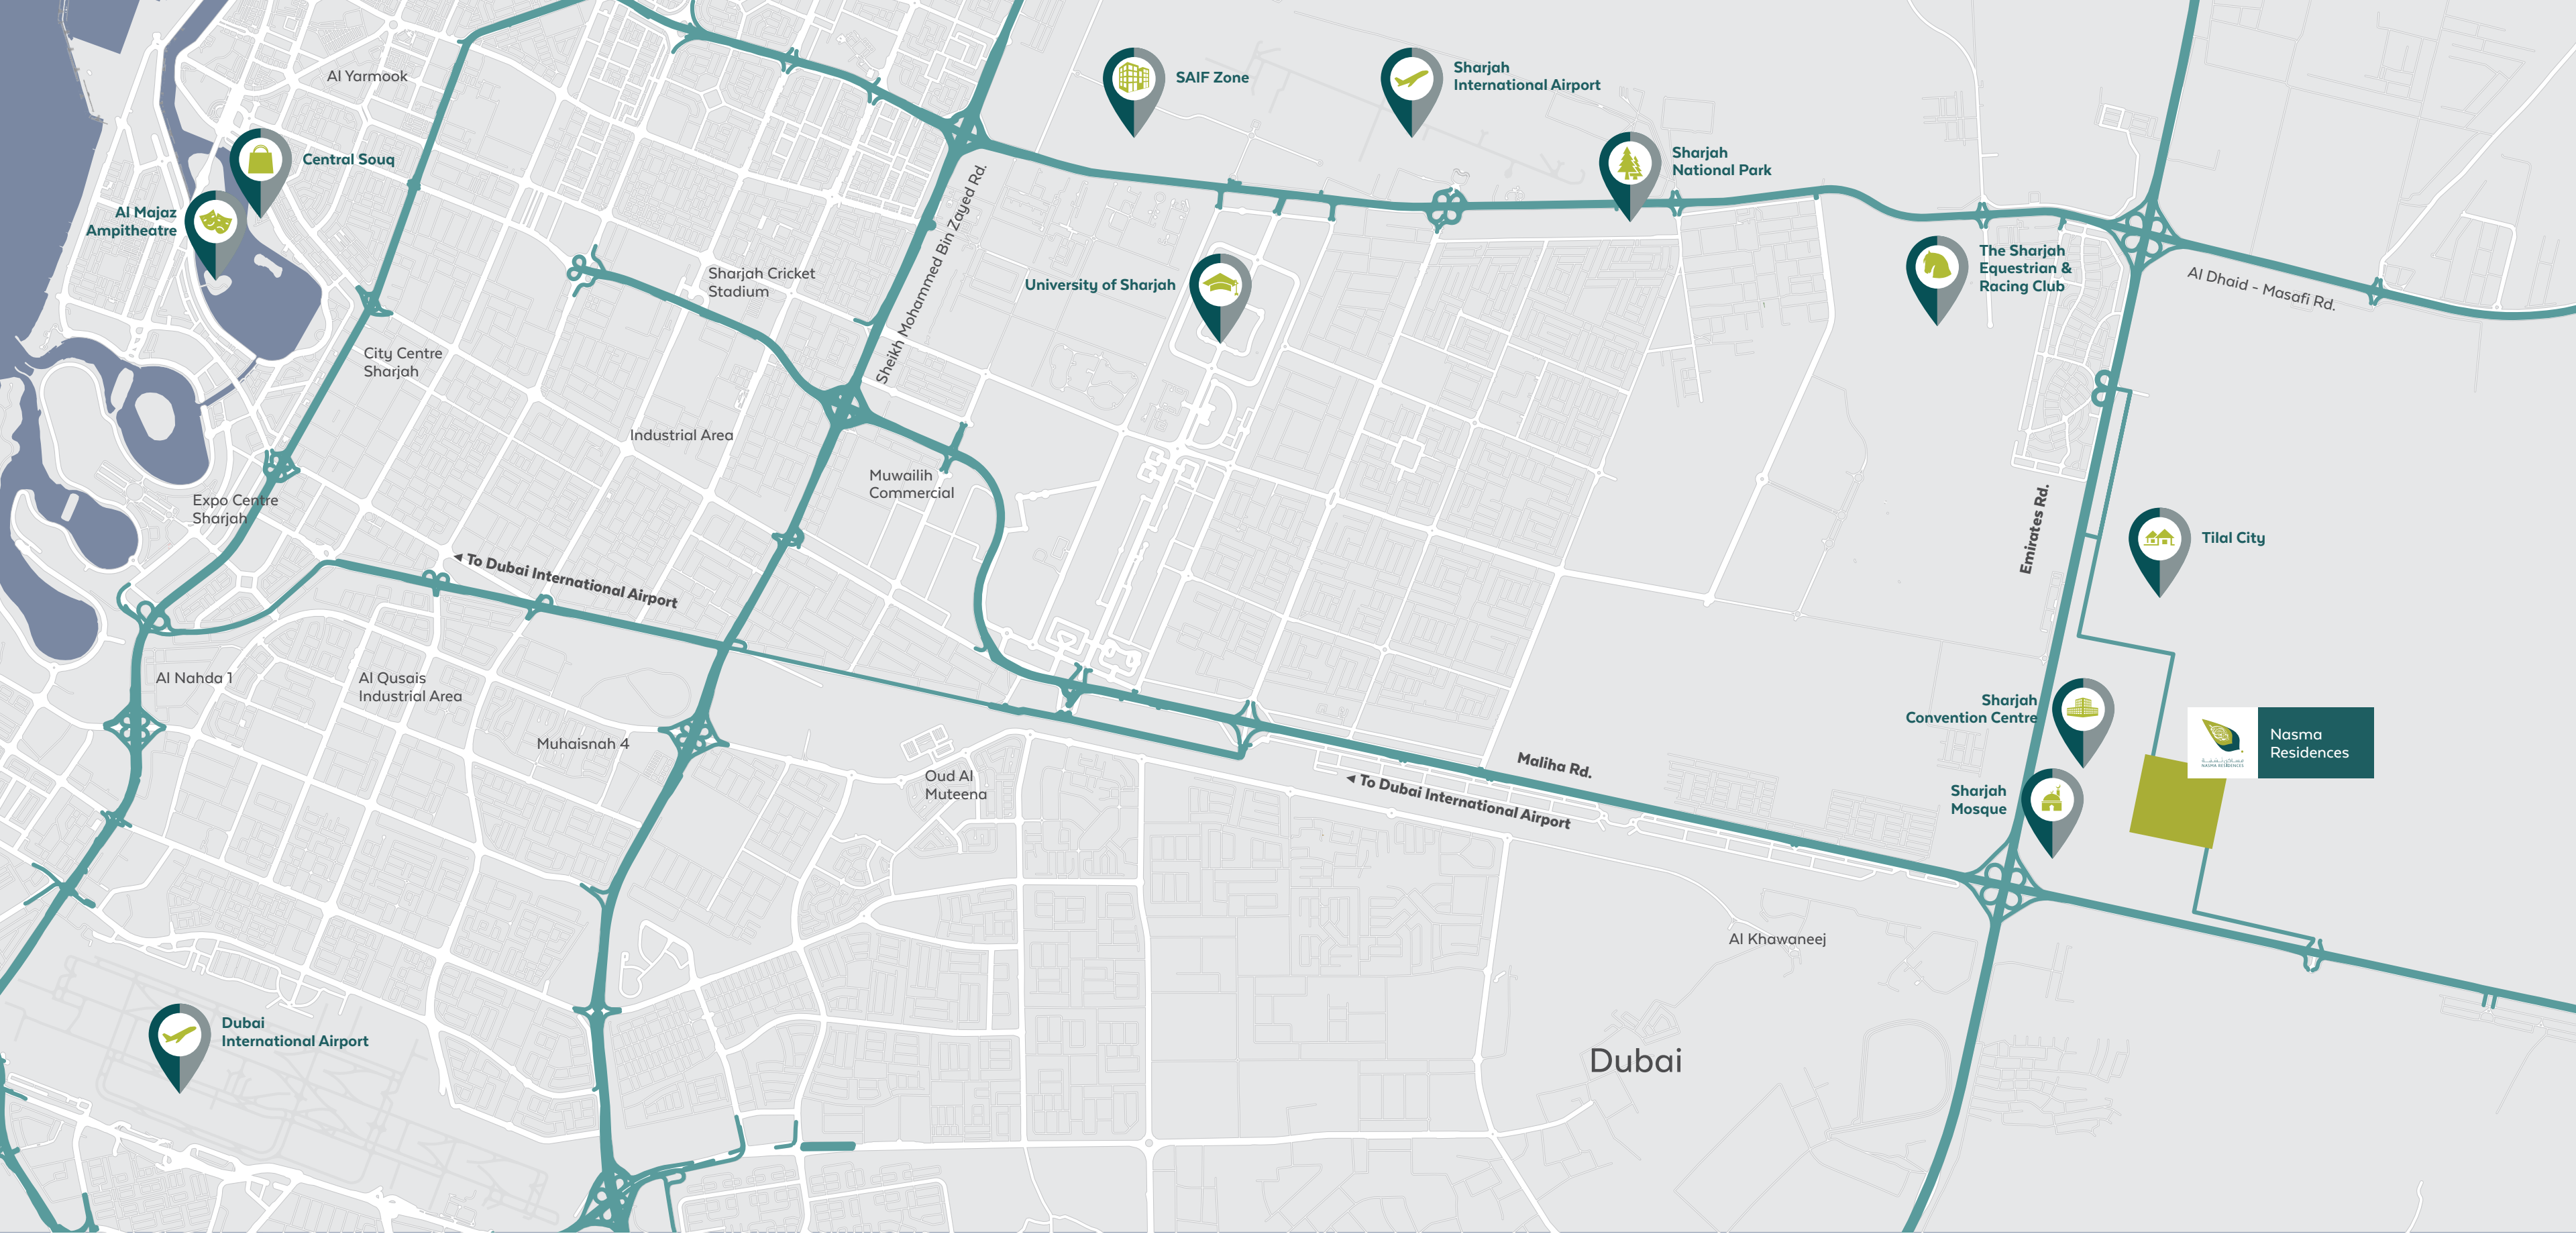 Al Yarmook
SAIF Zone
Sharjah
International Airport
Central Souq
Sharjah
National Park
Al Majaz
Ampitheatre
Sheikh Mohammed Bin Zayed Rd.
Sharjah Cricket
Stadium
University of Sharjah
The Sharjah
Equestrian &
Racing Club
Al Dhaid - Masafi Rd.
City Centre
Sharjah
Industrial Area
Muwailih
Commercial
Expo Centre
Sharjah
Emirates Rd.
Tilal City
◄ To Dubai International Airport
Al Nahda 1
Al Qusais
Industrial Area
Muhaisnah 4
Oud Al
Muteena
Maliha Rd.
◄ To Dubai International Airport
Sharjah
Convention Centre
NASMA RESIDENCES
Nasma
Residences
Sharjah
Mosque
Al Khawaneej
Dubai
International Airport
Dubai